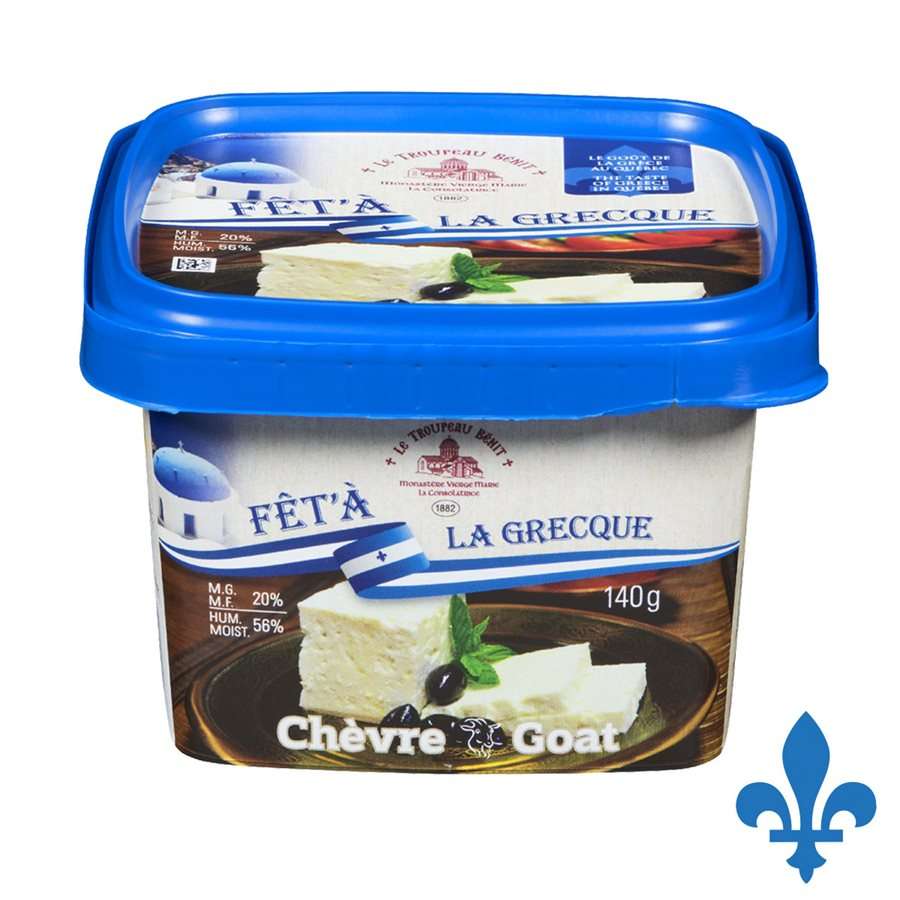 LE TROUPEAU BÉNIT
MONASTÈRE VIERGE MARIE
LA CONSOLATRICE
1882
LE GOÛT DE
LA GRÈCE
AU QUÉBEC
THE TASTE
OF GREECE
IN QUÉBEC
FÊT'À
LA GRECQUE
M.G.
M.F. 20%
HUM.
MOIST. 56%
LE TROUPEAU BÉNIT
MONASTÈRE VIERGE MARIE
LA CONSOLATRICE
1882
FÊT'À
LA GRECQUE
M.G.
M.F. 20%
HUM.
MOIST. 56%
140g
Chèvre Goat